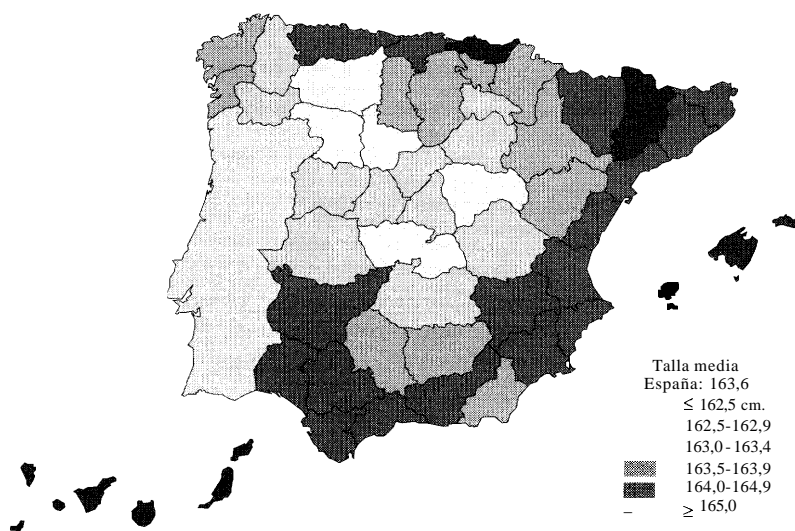 Talla media
España: 163,6
≤ 162,5 cm.
162,5-162,9
163,0-163,4
163,5-163,9
164,0-164,9
≥ 165,0